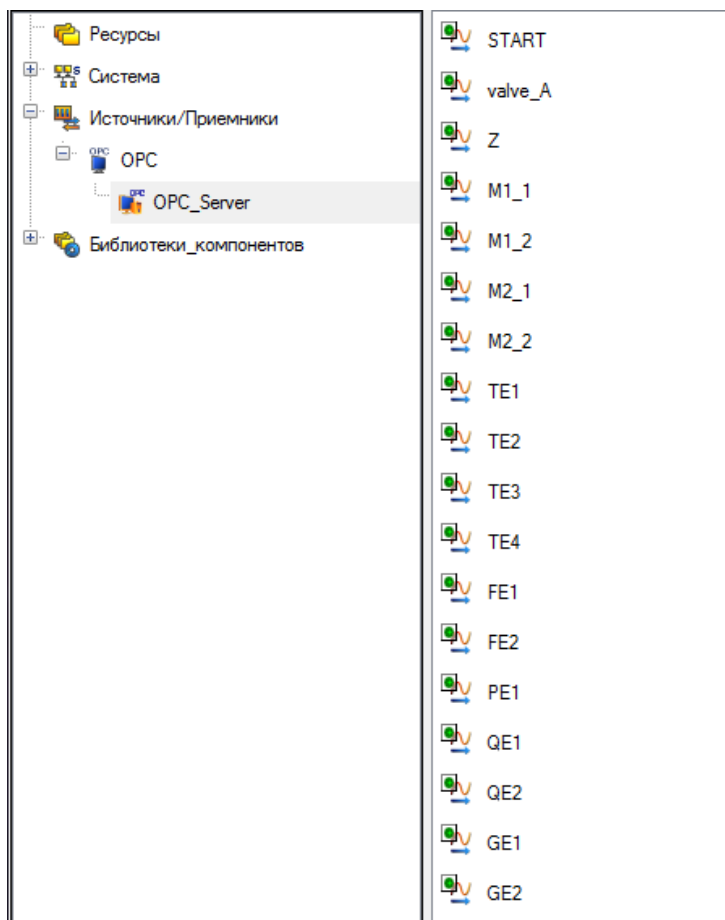 Ресурсы
Система
Источники/Приемники
OPC
OPC_Server
Библиотеки_компонентов
START
valve_A
Z
M1_1
M1_2
M2_1
M2_2
TE1
TE2
TE3
TE4
FE1
FE2
PE1
QE1
QE2
GE1
GE2